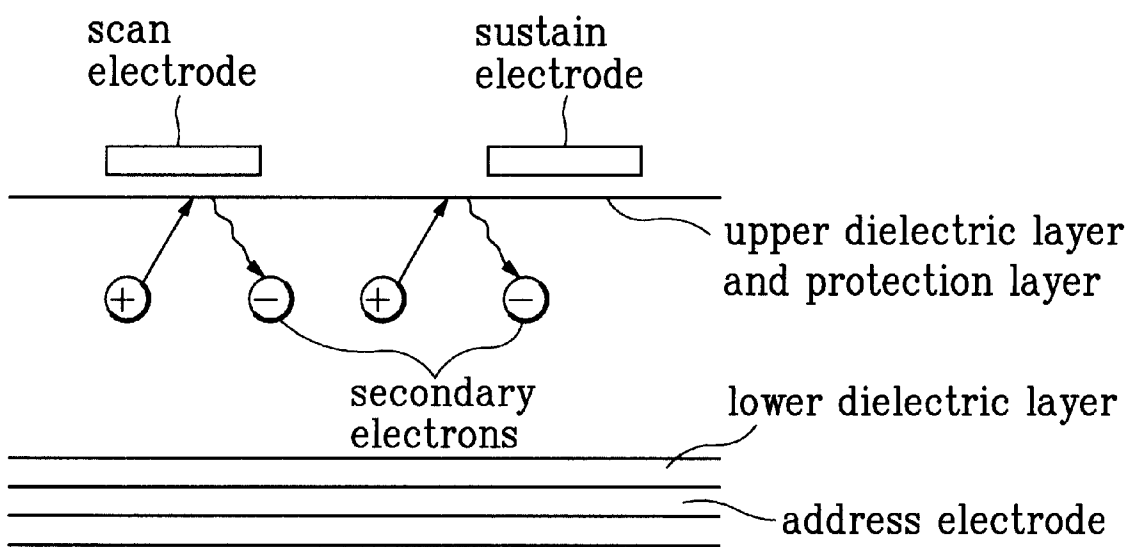 scan
electrode
sustain
electrode
upper dielectric layer
and protection layer
+
−
+
−
secondary
electrons
lower dielectric layer
address electrode